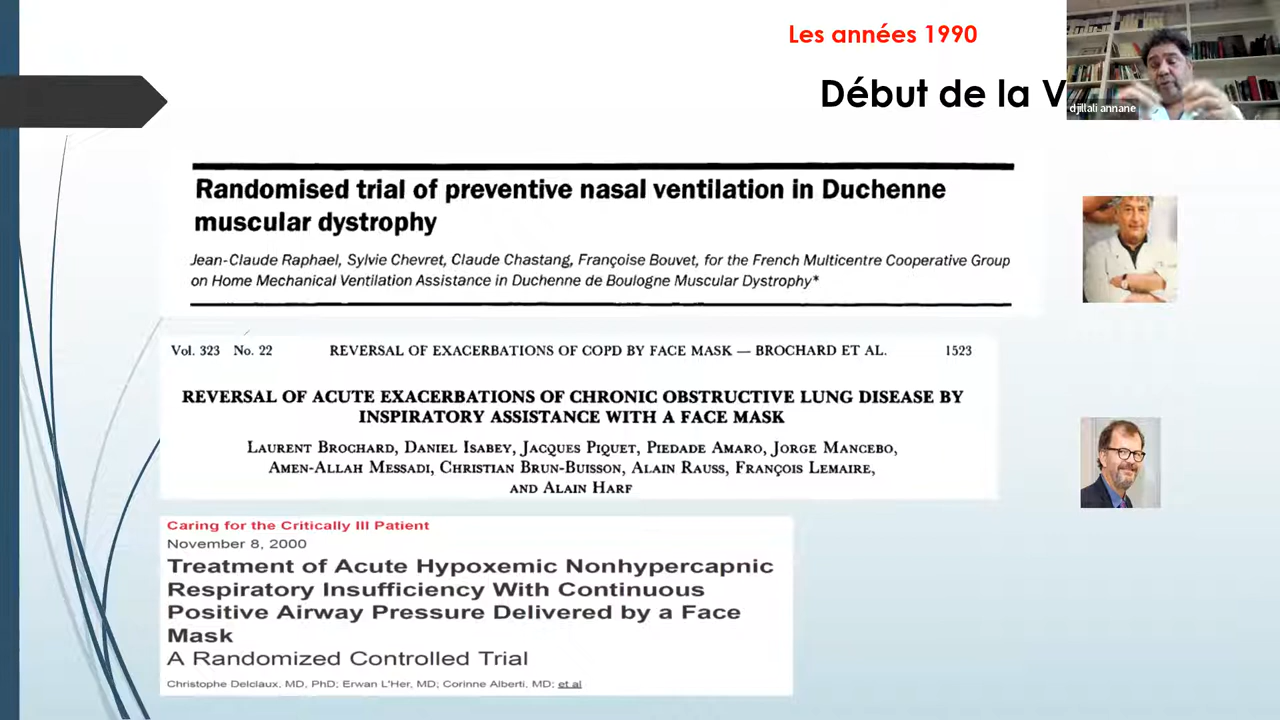 Les années 1990
Début de la V
djillali annane
Randomised trial of preventive nasal ventilation in Duchenne
muscular dystrophy
Jean-Claude Raphael, Sylvie Chevret, Claude Chastang, Françoise Bouvet, for the French Multicentre Cooperative Group
on Home Mechanical Ventilation Assistance in Duchenne de Boulogne Muscular Dystrophy*
Vol. 323 No. 22 REVERSAL OF EXACERBATIONS OF COPD BY FACE MASK — BROCHARD ET AL. 1523
REVERSAL OF ACUTE EXACERBATIONS OF CHRONIC OBSTRUCTIVE LUNG DISEASE BY
INSPIRATORY ASSISTANCE WITH A FACE MASK
LAURENT BROCHARD, DANIEL ISABEY, JACQUES PIQUET, PIEDADE AMARO, JORGE MANCEBO,
AMEN-ALLAH MESSADI, CHRISTIAN BRUN-BUISSON, ALAIN RAUSS, FRANÇOIS LEMAIRE,
AND ALAIN HARF
Caring for the Critically Ill Patient
November 8, 2000
Treatment of Acute Hypoxemic Nonhypercapnic
Respiratory Insufficiency With Continuous
Positive Airway Pressure Delivered by a Face
Mask
A Randomized Controlled Trial
Christophe Delclaux, MD, PhD; Erwan L'Her, MD; Corinne Alberti, MD; et al